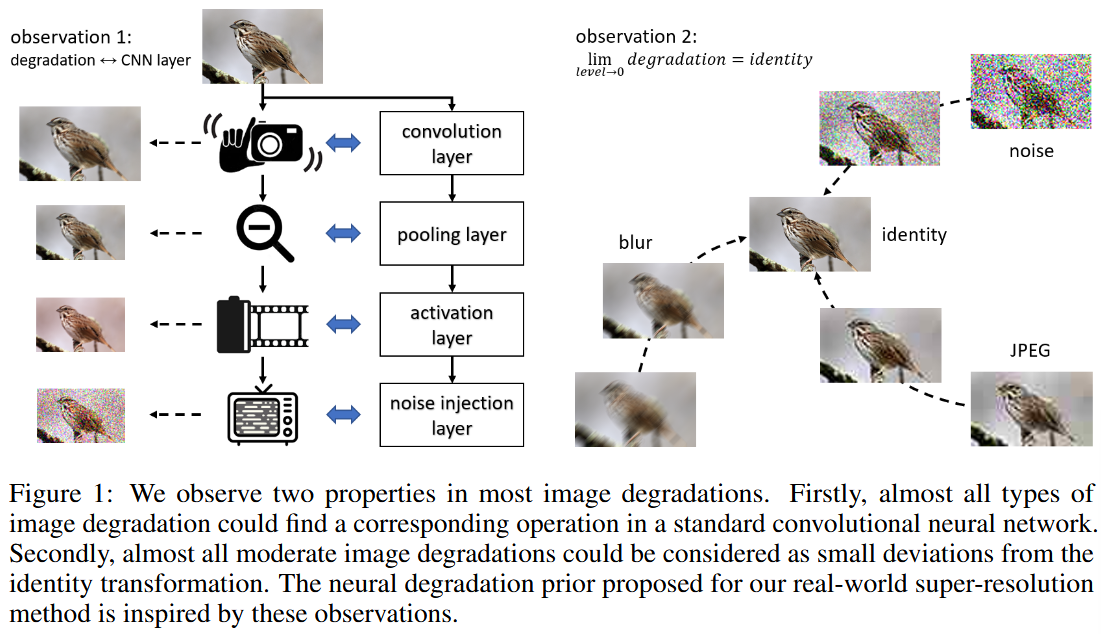 observation 1:
degradation ↔ CNN layer
convolution
layer
pooling layer
activation
layer
noise injection
layer
observation 2:
lim degradation = identity
level→0
noise
identity
blur
JPEG
Figure 1: We observe two properties in most image degradations. Firstly, almost all types of
image degradation could find a corresponding operation in a standard convolutional neural network.
Secondly, almost all moderate image degradations could be considered as small deviations from the
identity transformation. The neural degradation prior proposed for our real-world super-resolution
method is inspired by these observations.